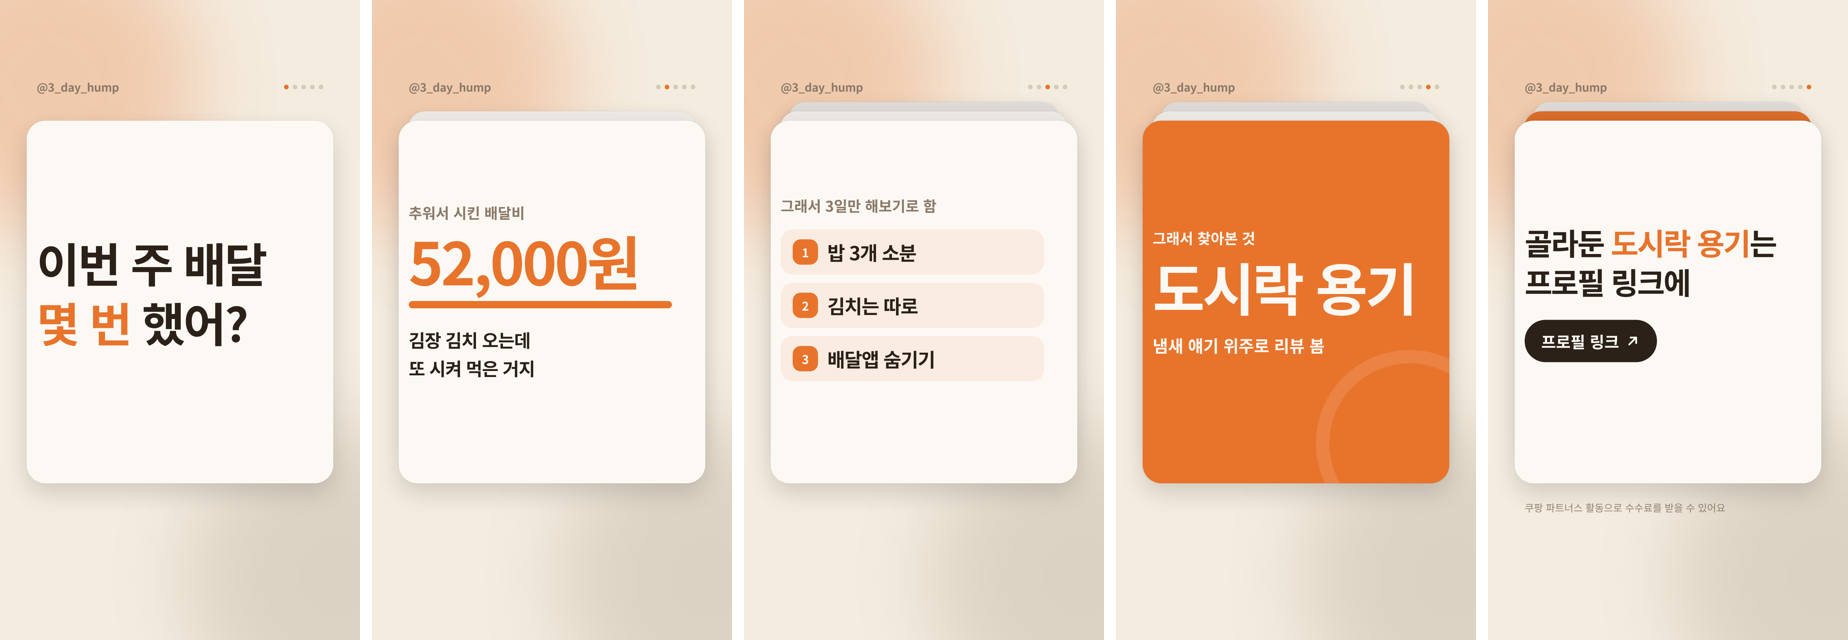 @3_day_hump
이번 주 배달
몇 번 했어?
@3_day_hump
추워서 시킨 배달비
52,000원
김장 김치 오는데
또 시켜 먹은 거지
@3_day_hump
그래서 3일만 해보기로 함
1 밥 3개 소분
2 김치는 따로
3 배달앱 숨기기
@3_day_hump
그래서 찾아본 것
도시락 용기
냄새 얘기 위주로 리뷰 봄
@3_day_hump
골라둔 도시락 용기는
프로필 링크에
프로필 링크 ↗
쿠팡 파트너스 활동으로 수수료를 받을 수 있어요